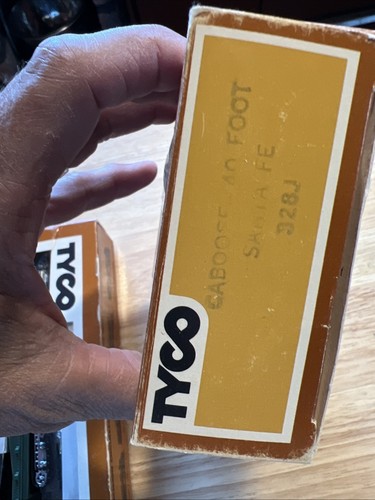 CABOOSE 40 FOOT
SANTA FE
328J
TYCO
TYCO